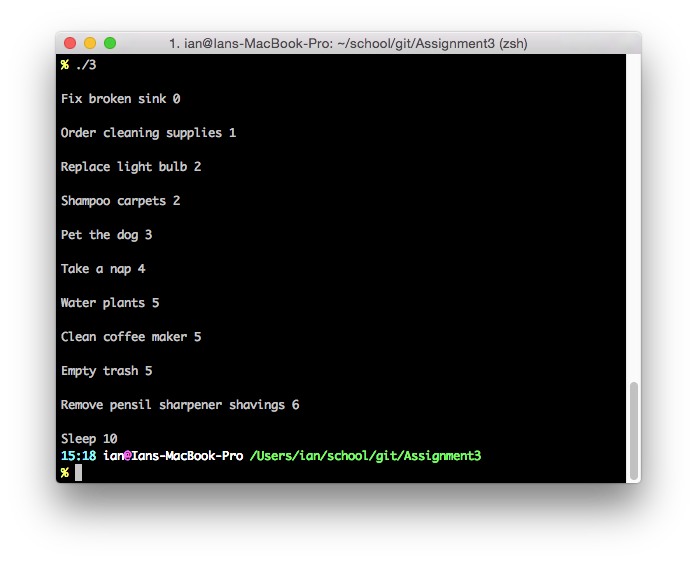 1. ian@Ians-MacBook-Pro: ~/school/git/Assignment3 (zsh)
% ./3
Fix broken sink 0
Order cleaning supplies 1
Replace light bulb 2
Shampoo carpets 2
Pet the dog 3
Take a nap 4
Water plants 5
Clean coffee maker 5
Empty trash 5
Remove pensil sharpener shavings 6
Sleep 10
15:18 ian@Ians-MacBook-Pro /Users/ian/school/git/Assignment3
%